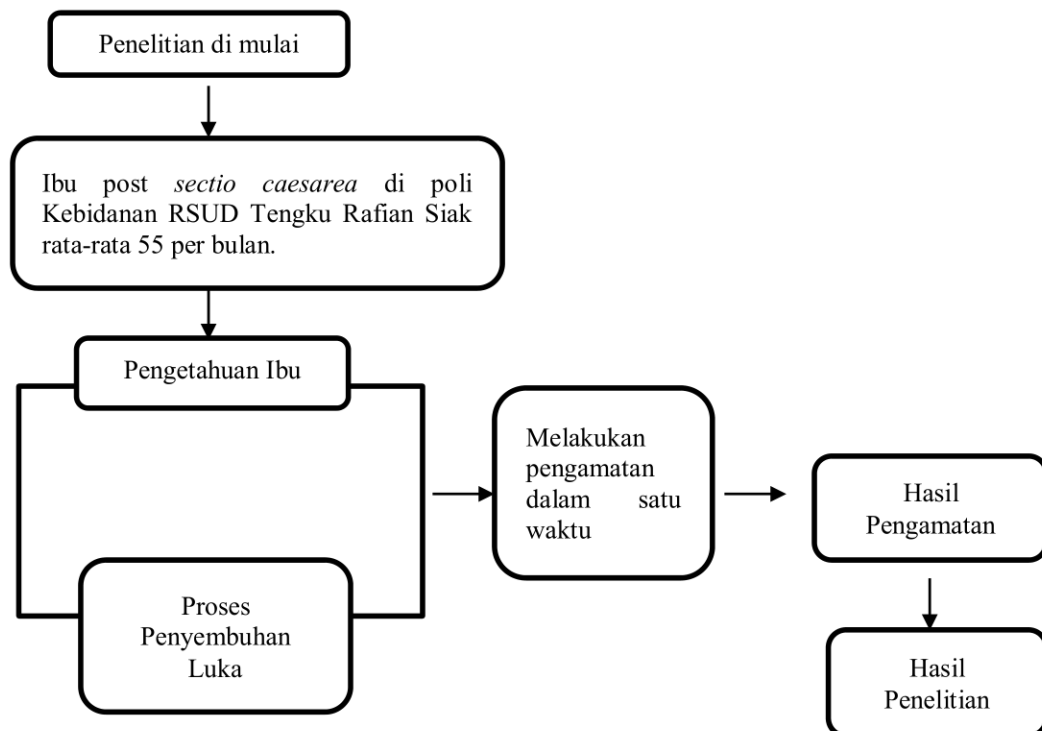 Penelitian di mulai
Ibu post sectio caesarea di poli
Kebidanan RSUD Tengku Rafian Siak
rata-rata 55 per bulan.
Pengetahuan Ibu
Proses
Penyembuhan
Luka
Melakukan
pengamatan
dalam satu
waktu
Hasil
Pengamatan
Hasil
Penelitian